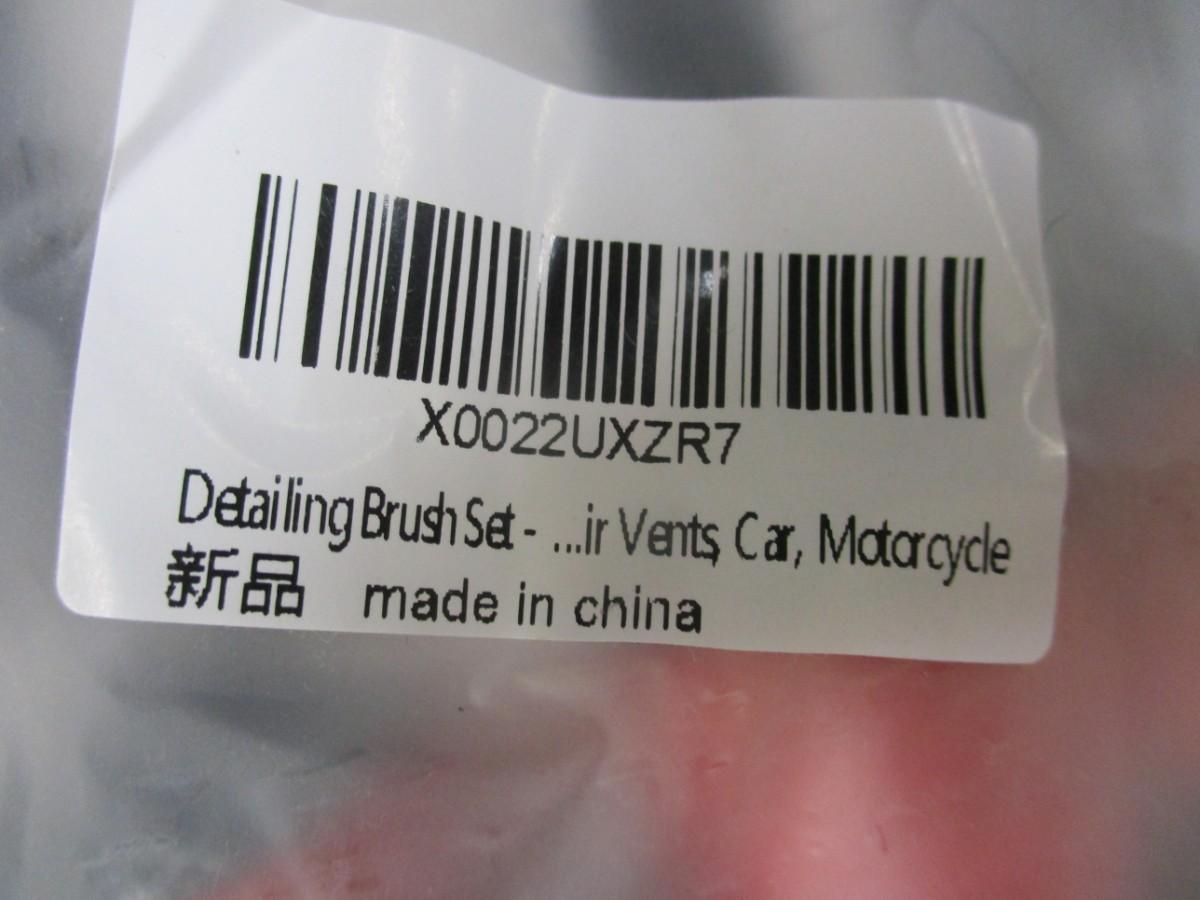 X0022UXZR7
Detailing Brush Set - ...ir Vents, Car, Motorcycle
新品 made in china